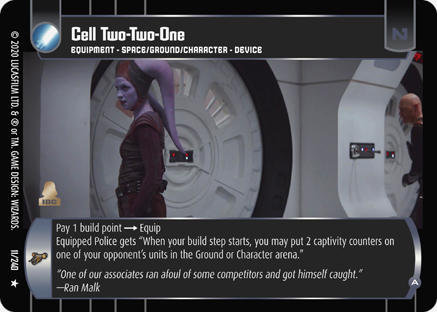 Cell Two-Two-One
N
EQUIPMENT - SPACE/GROUND/CHARACTER - DEVICE
IBC
Pay 1 build point → Equip
Equipped Police gets "When your build step starts, you may put 2 captivity counters on
one of your opponent's units in the Ground or Character arena."
"One of our associates ran afoul of some competitors and got himself caught."
—Ran Malk
A
© 2020 LUCASFILM LTD. & ® or TM. GAME DESIGN: WIZARDS.
11/240 ★